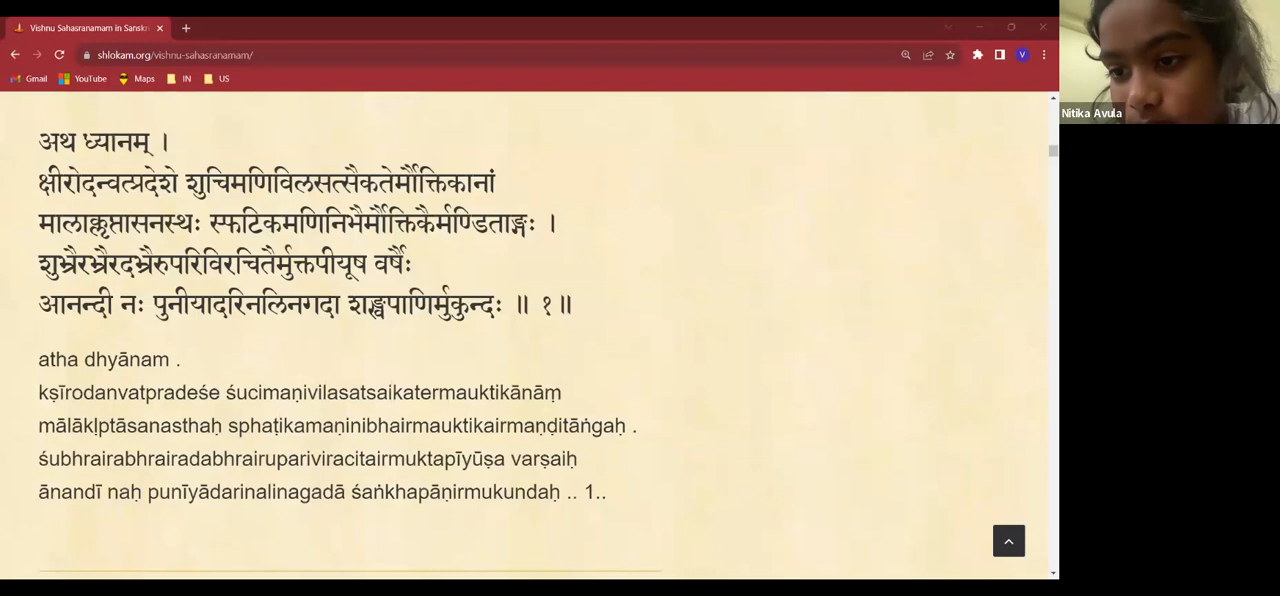 Vishnu Sahasranamam in Sanskri
shlokam.org/vishnu-sahasranamam/
V
Gmail
YouTube
Maps
IN
US
Nitika Avula
अथ ध्यानम् ।
क्षीरोदन्वत्प्रदेशे शुचिमणिविलसत्सैकतेर्मौक्तिकानां
मालाकॢप्तासनस्थः स्फटिकमणिनिभैर्मौक्तिकैर्मण्डिताङ्गः ।
शुभ्रैरभ्रैरदभ्रैरुपरिविरचितैर्मुक्तपीयूष वर्षैः
आनन्दी नः पुनीयादरिनलिनगदा शङ्खपाणिर्मुकुन्दः ॥ १॥
atha dhyānam .
kṣīrodanvatpradeśe śucimaṇivilasatsaikatermauktikānāṃ
mālākḷptāsanasthaḥ sphaṭikamaṇinibhairmauktikairmaṇḍitāṅgaḥ .
śubhrairabhrairadabhrairupariviracitairmuktapīyūṣa varṣaiḥ
ānandī naḥ punīyādarinalinagadā śaṅkhapāṇirmukundaḥ .. 1..